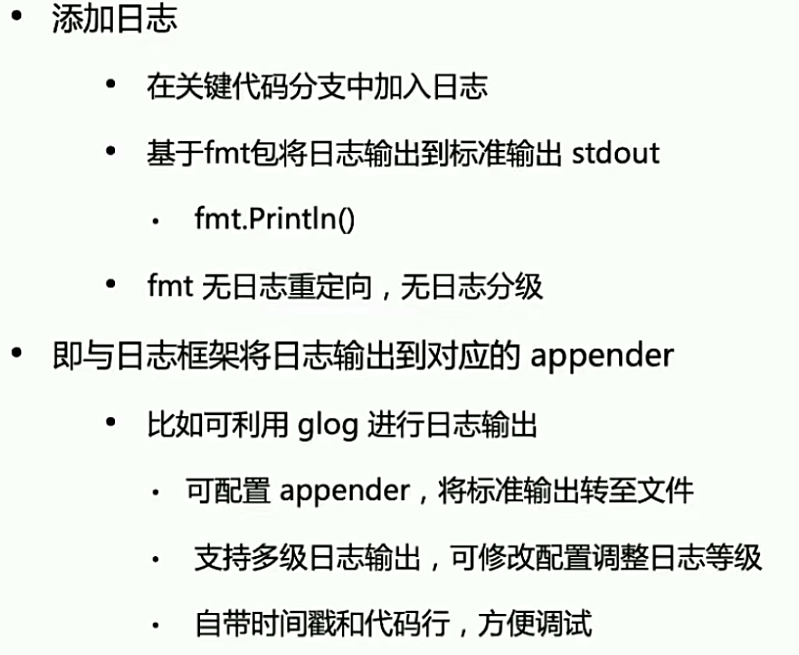 • 添加日志
• 在关键代码分支中加入日志
• 基于fmt包将日志输出到标准输出 stdout
• fmt.Println()
• fmt 无日志重定向，无日志分级
• 即与日志框架将日志输出到对应的 appender
• 比如可利用 glog 进行日志输出
• 可配置 appender，将标准输出转至文件
• 支持多级日志输出，可修改配置调整日志等级
• 自带时间戳和代码行，方便调试